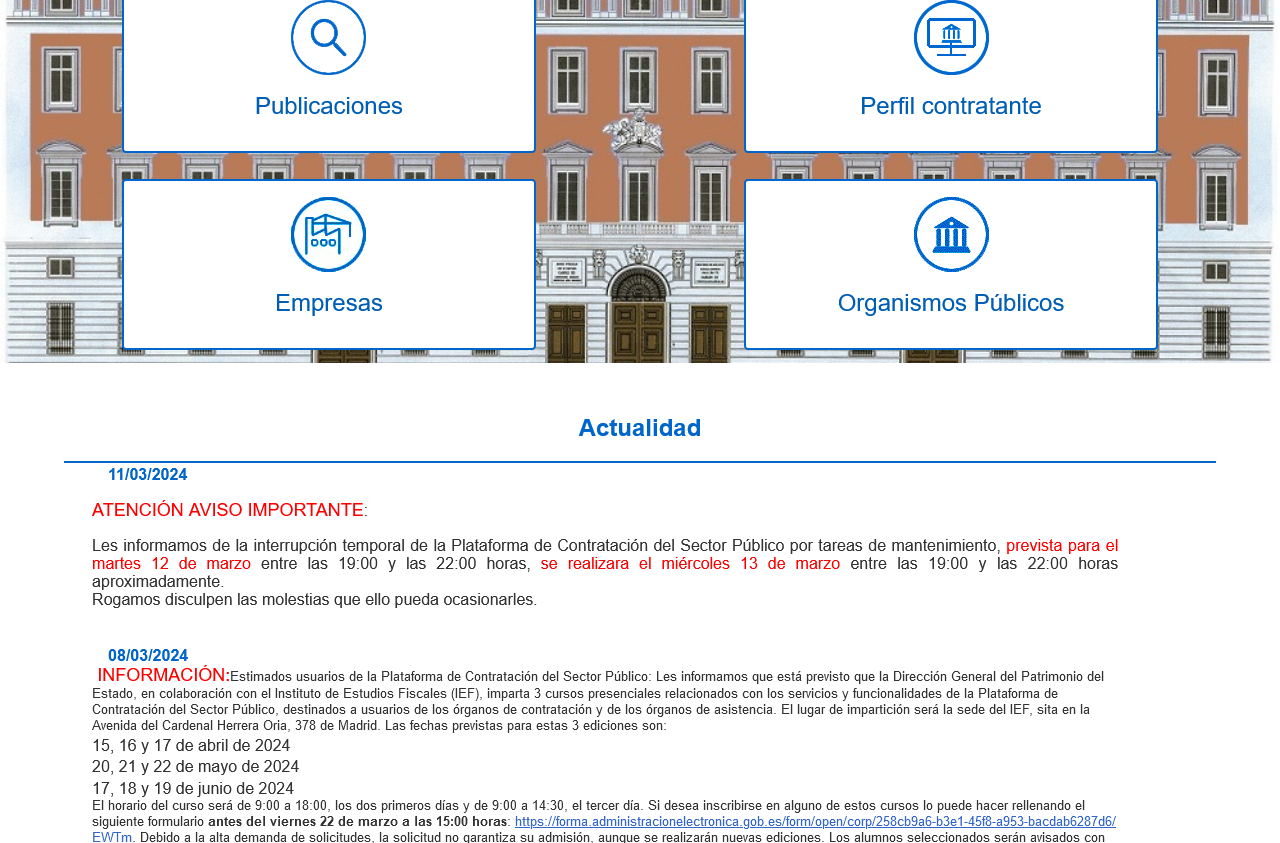 Publicaciones
Perfil contratante
Empresas
Organismos Públicos
Actualidad
11/03/2024
ATENCIÓN AVISO IMPORTANTE:
Les informamos de la interrupción temporal de la Plataforma de Contratación del Sector Público por tareas de mantenimiento, prevista para el
martes 12 de marzo entre las 19:00 y las 22:00 horas, se realizara el miércoles 13 de marzo entre las 19:00 y las 22:00 horas
aproximadamente.
Rogamos disculpen las molestias que ello pueda ocasionarles.
08/03/2024
INFORMACIÓN:Estimados usuarios de la Plataforma de Contratación del Sector Público: Les informamos que está previsto que la Dirección General del Patrimonio del
Estado, en colaboración con el Instituto de Estudios Fiscales (IEF), imparta 3 cursos presenciales relacionados con los servicios y funcionalidades de la Plataforma de
Contratación del Sector Público, destinados a usuarios de los órganos de contratación y de los órganos de asistencia. El lugar de impartición será la sede del IEF, sita en la
Avenida del Cardenal Herrera Oria, 378 de Madrid. Las fechas previstas para estas 3 ediciones son:
15, 16 y 17 de abril de 2024
20, 21 y 22 de mayo de 2024
17, 18 y 19 de junio de 2024
El horario del curso será de 9:00 a 18:00, los dos primeros días y de 9:00 a 14:30, el tercer día. Si desea inscribirse en alguno de estos cursos lo puede hacer rellenando el
siguiente formulario antes del viernes 22 de marzo a las 15:00 horas: https://forma.administracionelectronica.gob.es/form/open/corp/258cb9a6-b3e1-45f8-a953-bacdab6287d6/
EWTm. Debido a la alta demanda de solicitudes, la solicitud no garantiza su admisión, aunque se realizarán nuevas ediciones. Los alumnos seleccionados serán avisados con